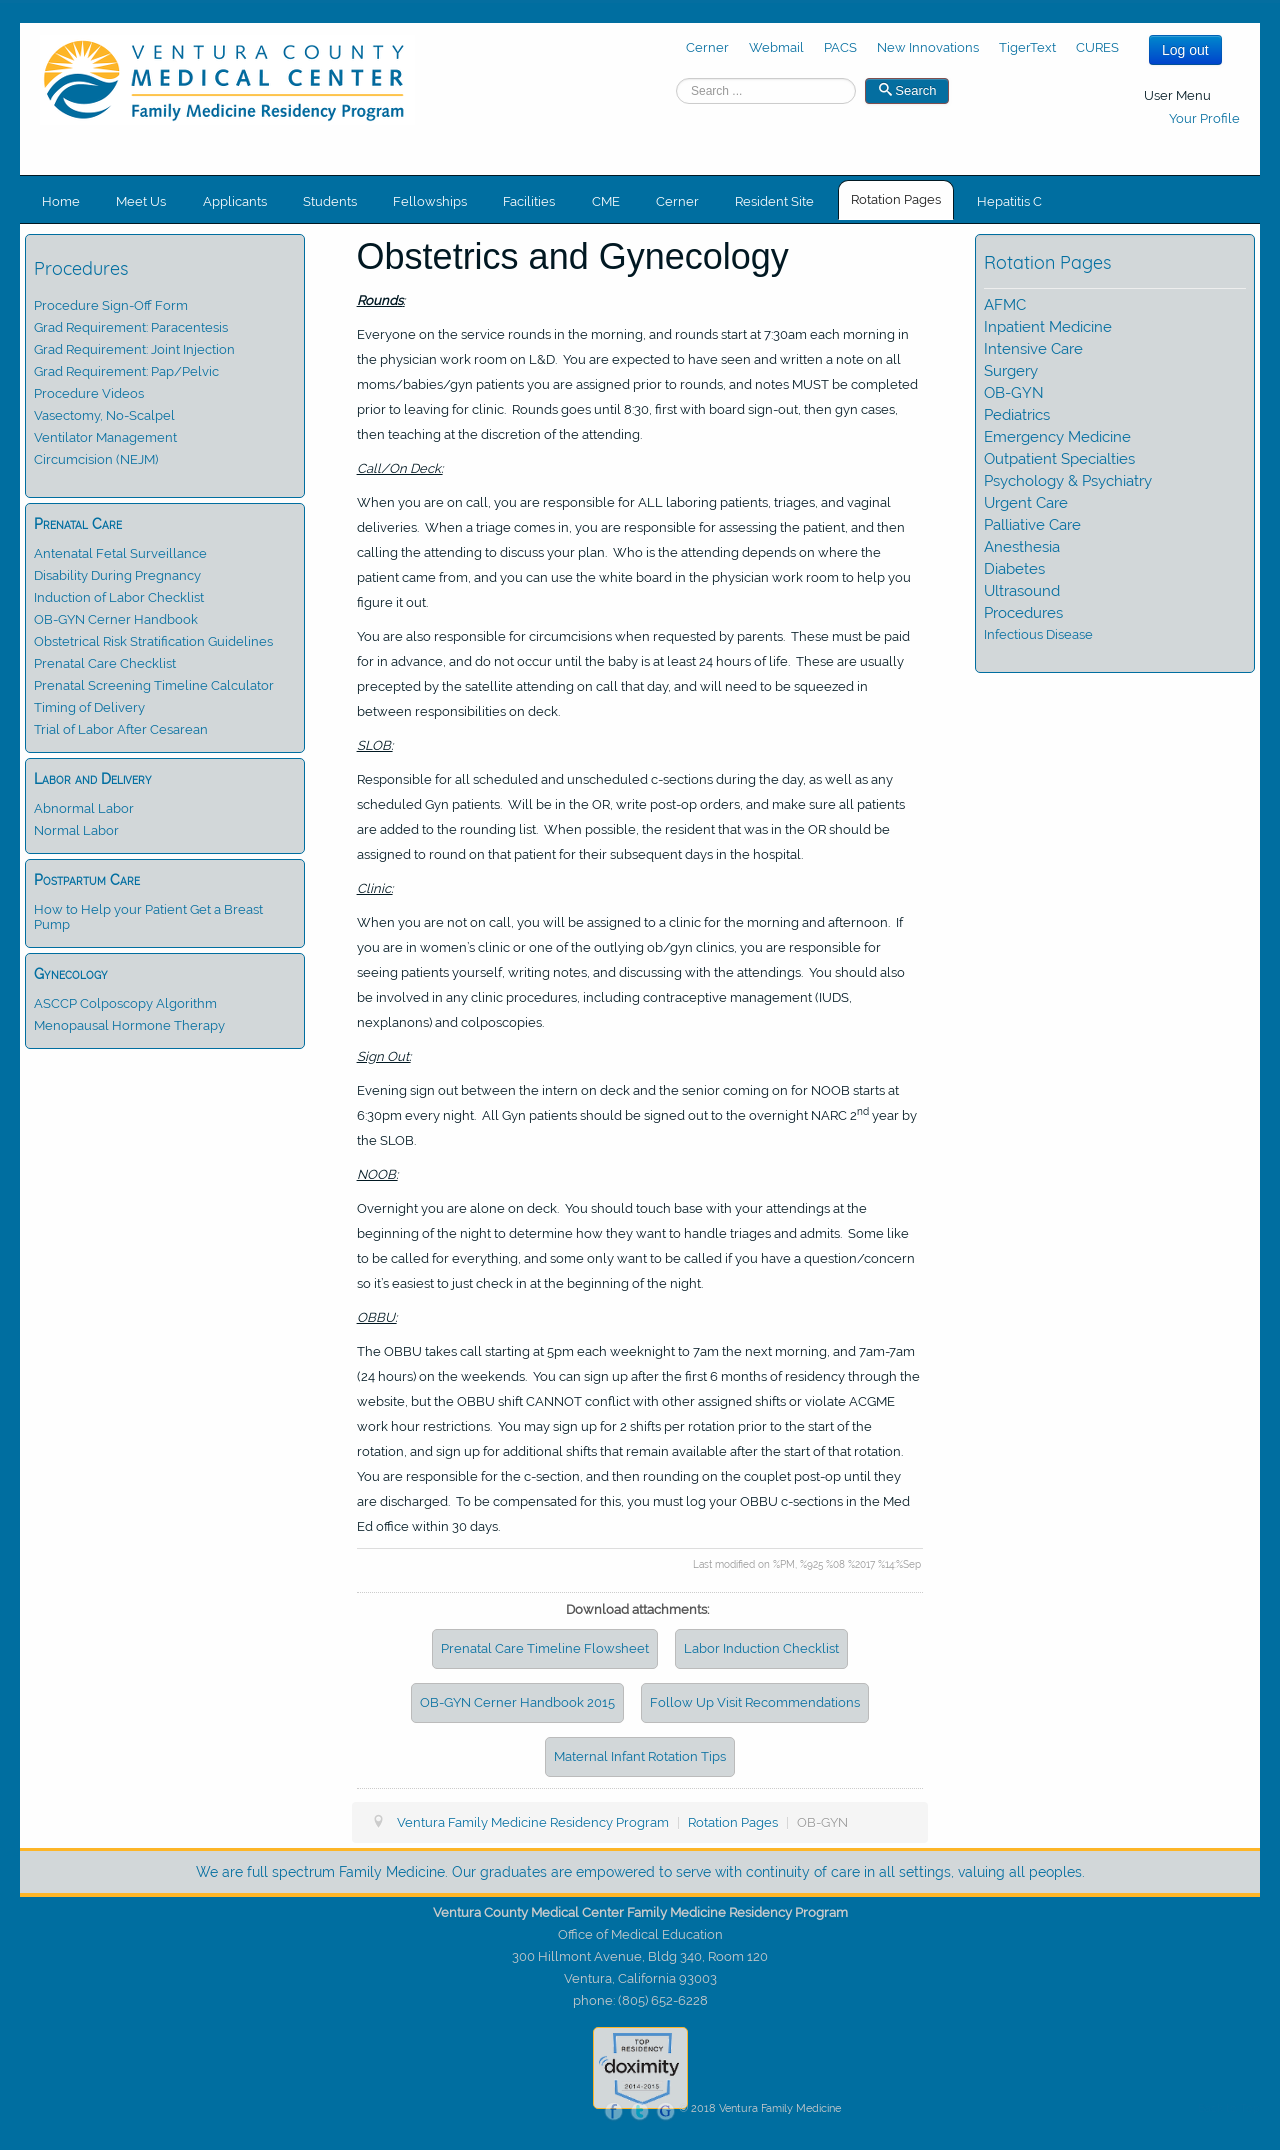 VENTURA COUNTY
MEDICAL CENTER
Family Medicine Residency Program
Cerner Webmail PACS New Innovations TigerText CURES
Log out
Search ...
Search
User Menu
Your Profile
Home Meet Us Applicants Students Fellowships Facilities CME Cerner Resident Site Rotation Pages Hepatitis C
Procedures
Procedure Sign-Off Form
Grad Requirement: Paracentesis
Grad Requirement: Joint Injection
Grad Requirement: Pap/Pelvic
Procedure Videos
Vasectomy, No-Scalpel
Ventilator Management
Circumcision (NEJM)
Prenatal Care
Antenatal Fetal Surveillance
Disability During Pregnancy
Induction of Labor Checklist
OB-GYN Cerner Handbook
Obstetrical Risk Stratification Guidelines
Prenatal Care Checklist
Prenatal Screening Timeline Calculator
Timing of Delivery
Trial of Labor After Cesarean
Labor and Delivery
Abnormal Labor
Normal Labor
Postpartum Care
How to Help your Patient Get a Breast
Pump
Gynecology
ASCCP Colposcopy Algorithm
Menopausal Hormone Therapy
Obstetrics and Gynecology
Rounds:
Everyone on the service rounds in the morning, and rounds start at 7:30am each morning in
the physician work room on L&D.  You are expected to have seen and written a note on all
moms/babies/gyn patients you are assigned prior to rounds, and notes MUST be completed
prior to leaving for clinic.  Rounds goes until 8:30, first with board sign-out, then gyn cases,
then teaching at the discretion of the attending.
Call/On Deck:
When you are on call, you are responsible for ALL laboring patients, triages, and vaginal
deliveries.  When a triage comes in, you are responsible for assessing the patient, and then
calling the attending to discuss your plan.  Who is the attending depends on where the
patient came from, and you can use the white board in the physician work room to help you
figure it out.
You are also responsible for circumcisions when requested by parents.  These must be paid
for in advance, and do not occur until the baby is at least 24 hours of life.  These are usually
precepted by the satellite attending on call that day, and will need to be squeezed in
between responsibilities on deck.
SLOB:
Responsible for all scheduled and unscheduled c-sections during the day, as well as any
scheduled Gyn patients.  Will be in the OR, write post-op orders, and make sure all patients
are added to the rounding list.  When possible, the resident that was in the OR should be
assigned to round on that patient for their subsequent days in the hospital.
Clinic:
When you are not on call, you will be assigned to a clinic for the morning and afternoon.  If
you are in women's clinic or one of the outlying ob/gyn clinics, you are responsible for
seeing patients yourself, writing notes, and discussing with the attendings.  You should also
be involved in any clinic procedures, including contraceptive management (IUDS,
nexplanons) and colposcopies.
Sign Out:
Evening sign out between the intern on deck and the senior coming on for NOOB starts at
6:30pm every night.  All Gyn patients should be signed out to the overnight NARC 2nd year by
the SLOB.
NOOB:
Overnight you are alone on deck.  You should touch base with your attendings at the
beginning of the night to determine how they want to handle triages and admits.  Some like
to be called for everything, and some only want to be called if you have a question/concern
so it's easiest to just check in at the beginning of the night.
OBBU:
The OBBU takes call starting at 5pm each weeknight to 7am the next morning, and 7am-7am
(24 hours) on the weekends.  You can sign up after the first 6 months of residency through the
website, but the OBBU shift CANNOT conflict with other assigned shifts or violate ACGME
work hour restrictions.  You may sign up for 2 shifts per rotation prior to the start of the
rotation, and sign up for additional shifts that remain available after the start of that rotation.
You are responsible for the c-section, and then rounding on the couplet post-op until they
are discharged.  To be compensated for this, you must log your OBBU c-sections in the Med
Ed office within 30 days.
Last modified on %PM, %925 %08 %2017 %14:%Sep
Download attachments:
Prenatal Care Timeline Flowsheet Labor Induction Checklist
OB-GYN Cerner Handbook 2015 Follow Up Visit Recommendations
Maternal Infant Rotation Tips
Ventura Family Medicine Residency Program | Rotation Pages | OB-GYN
Rotation Pages
AFMC
Inpatient Medicine
Intensive Care
Surgery
OB-GYN
Pediatrics
Emergency Medicine
Outpatient Specialties
Psychology & Psychiatry
Urgent Care
Palliative Care
Anesthesia
Diabetes
Ultrasound
Procedures
Infectious Disease
We are full spectrum Family Medicine. Our graduates are empowered to serve with continuity of care in all settings, valuing all peoples.
Ventura County Medical Center Family Medicine Residency Program
Office of Medical Education
300 Hillmont Avenue, Bldg 340, Room 120
Ventura, California 93003
phone: (805) 652-6228
TOP
RESIDENCY
doximity
2014-2015
f t G © 2018 Ventura Family Medicine